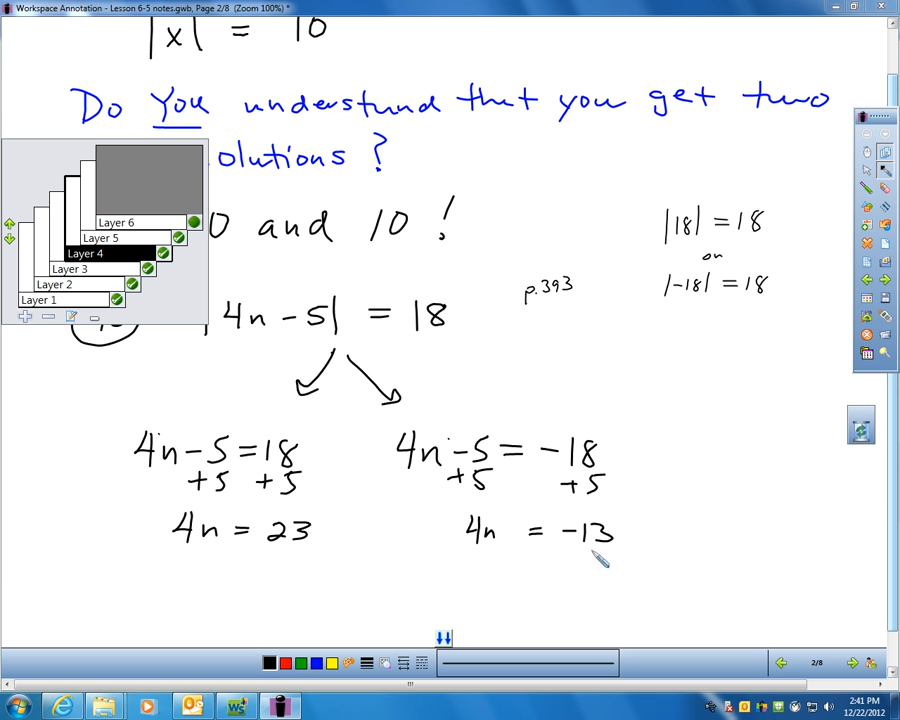 Workspace Annotation - Lesson 6-5 notes.gwb, Page 2/8 (Zoom 100%) *
|x| = 10
Do You understand that you get two
olutions ?
0 and 10 !
|18| = 18
or
|-18| = 18
p.393
4n - 5| = 18
Layer 6
Layer 5
Layer 4
Layer 3
Layer 2
Layer 1
4n - 5 = 18
+5 +5
4n = 23
4n - 5 = -18
+5 +5
4n = -13
2/8
2:41 PM
12/22/2012